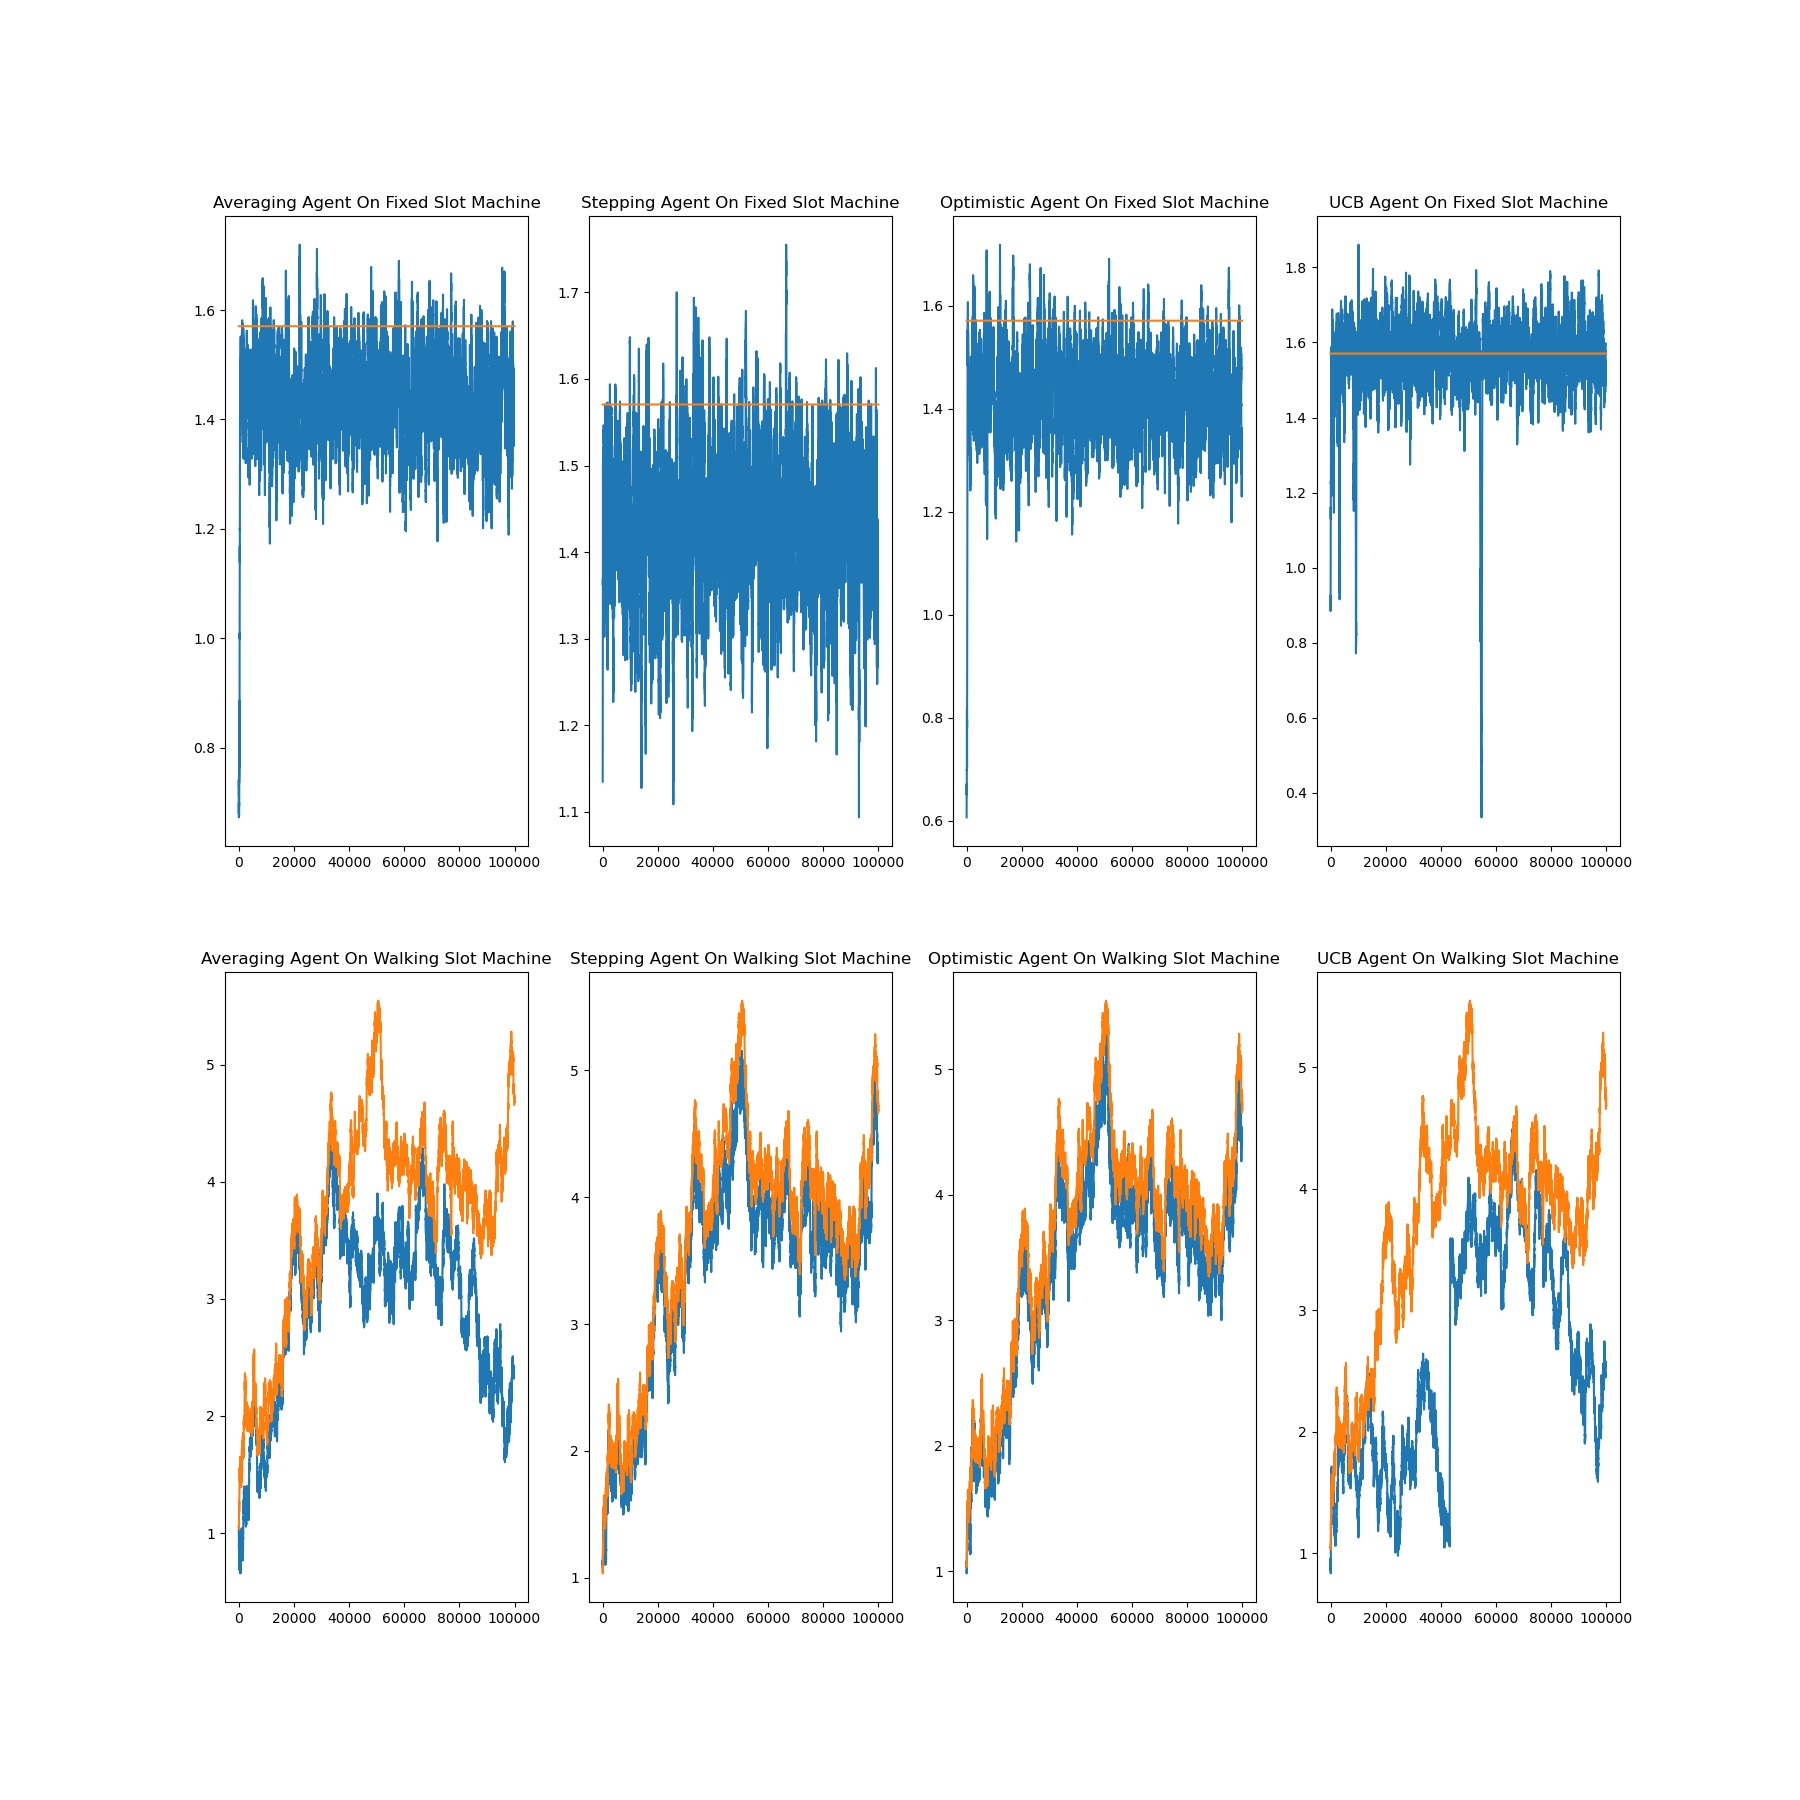 Averaging Agent On Fixed Slot Machine
1.6
1.4
1.2
1.0
0.8
0 20000 40000 60000 80000 100000
Stepping Agent On Fixed Slot Machine
1.7
1.6
1.5
1.4
1.3
1.2
1.1
0 20000 40000 60000 80000 100000
Optimistic Agent On Fixed Slot Machine
1.6
1.4
1.2
1.0
0.8
0.6
0 20000 40000 60000 80000 100000
UCB Agent On Fixed Slot Machine
1.8
1.6
1.4
1.2
1.0
0.8
0.6
0.4
0 20000 40000 60000 80000 100000
Averaging Agent On Walking Slot Machine
5
4
3
2
1
0 20000 40000 60000 80000 100000
Stepping Agent On Walking Slot Machine
5
4
3
2
1
0 20000 40000 60000 80000 100000
Optimistic Agent On Walking Slot Machine
5
4
3
2
1
0 20000 40000 60000 80000 100000
UCB Agent On Walking Slot Machine
5
4
3
2
1
0 20000 40000 60000 80000 100000